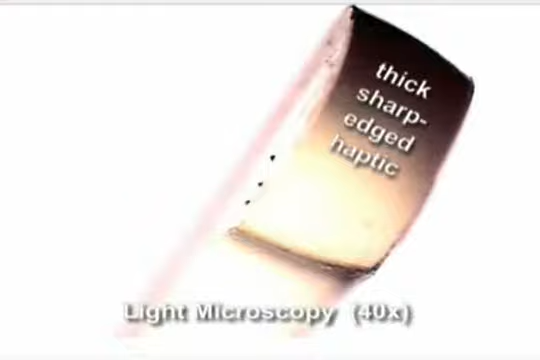 thick
sharp-
edged
haptic
Light Microscopy (40x)